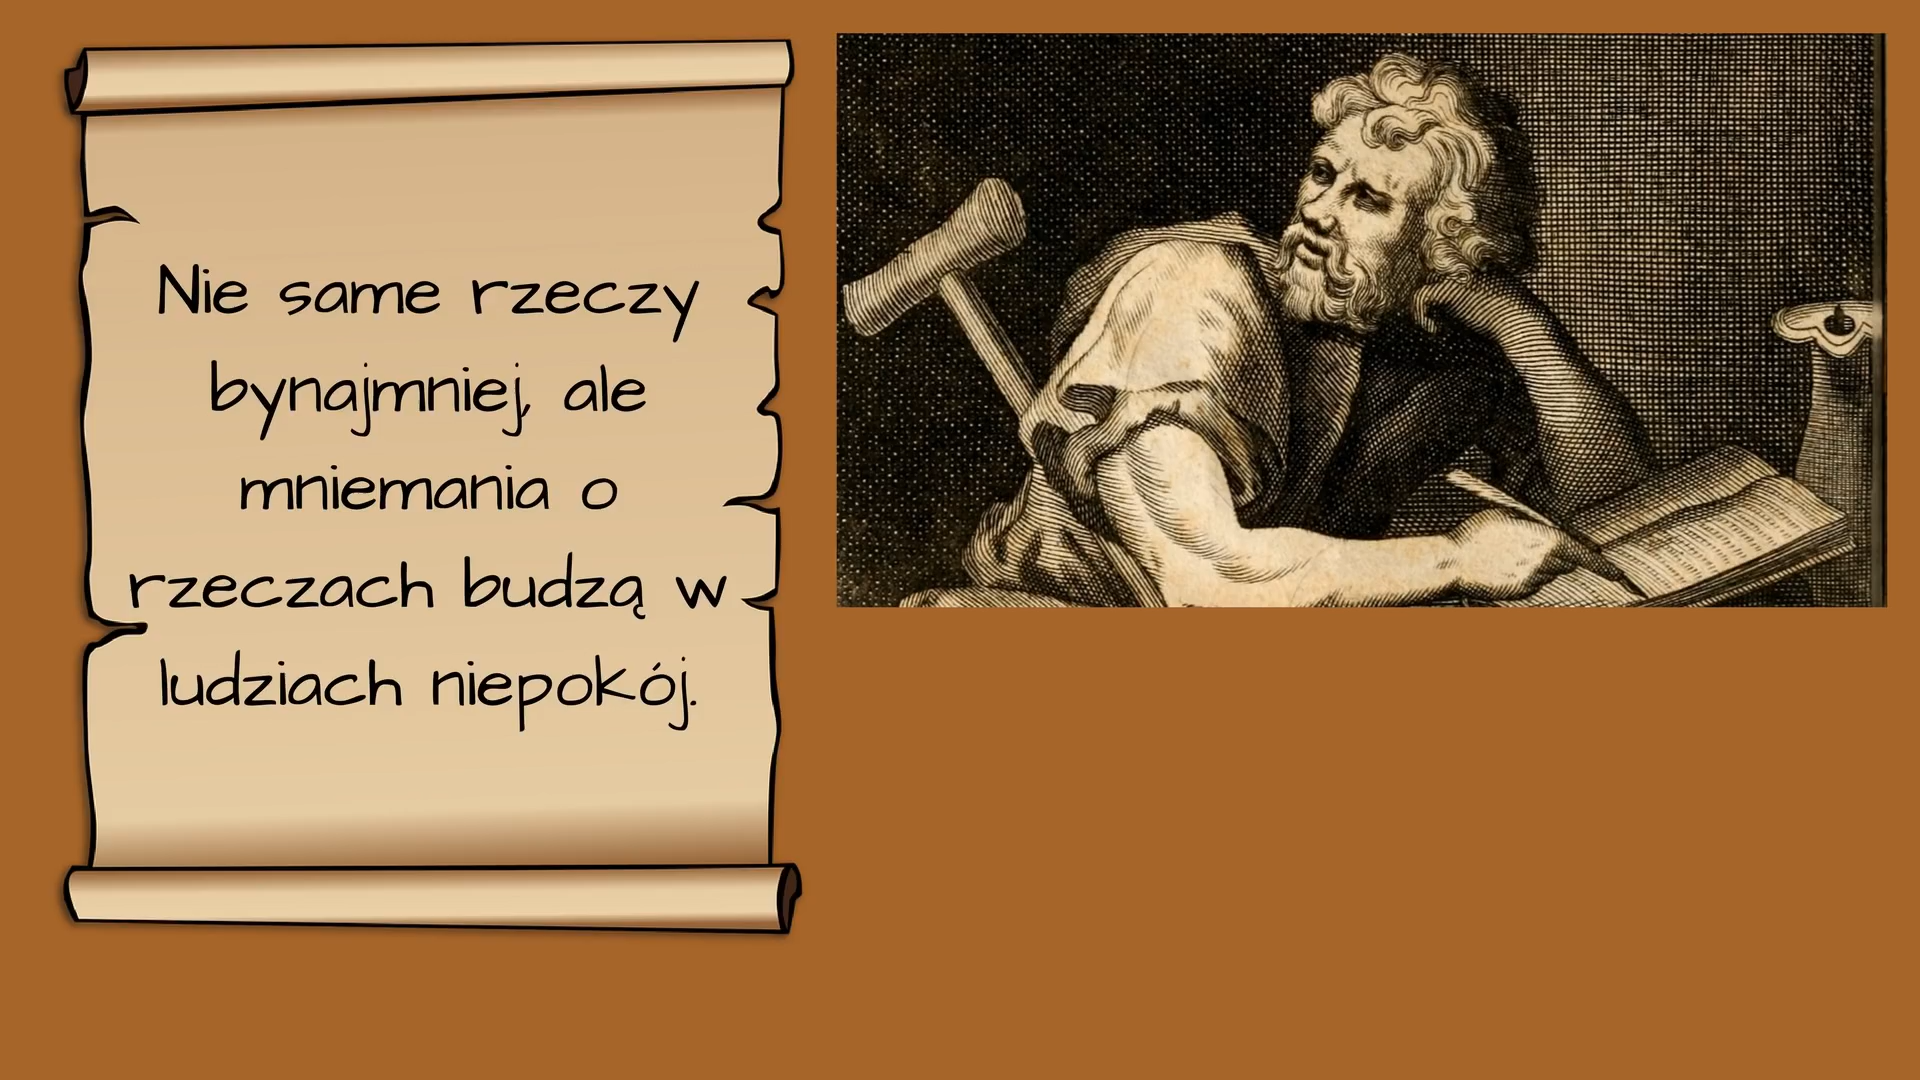 Nie same rzeczy
bynajmniej, ale
mniemania o
rzeczach budzą w
ludziach niepokój.